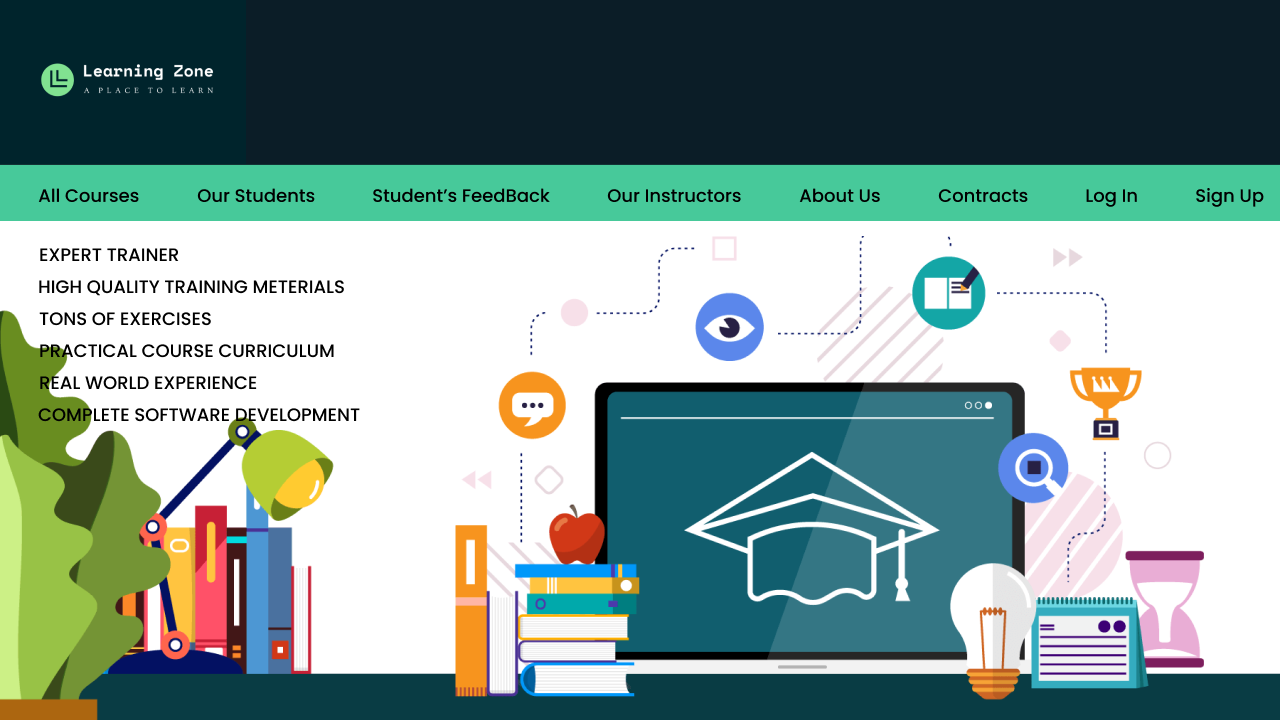 Learning Zone
A PLACE TO LEARN
All Courses Our Students Student's FeedBack Our Instructors About Us Contracts Log In Sign Up
EXPERT TRAINER
HIGH QUALITY TRAINING METERIALS
TONS OF EXERCISES
PRACTICAL COURSE CURRICULUM
REAL WORLD EXPERIENCE
COMPLETE SOFTWARE DEVELOPMENT